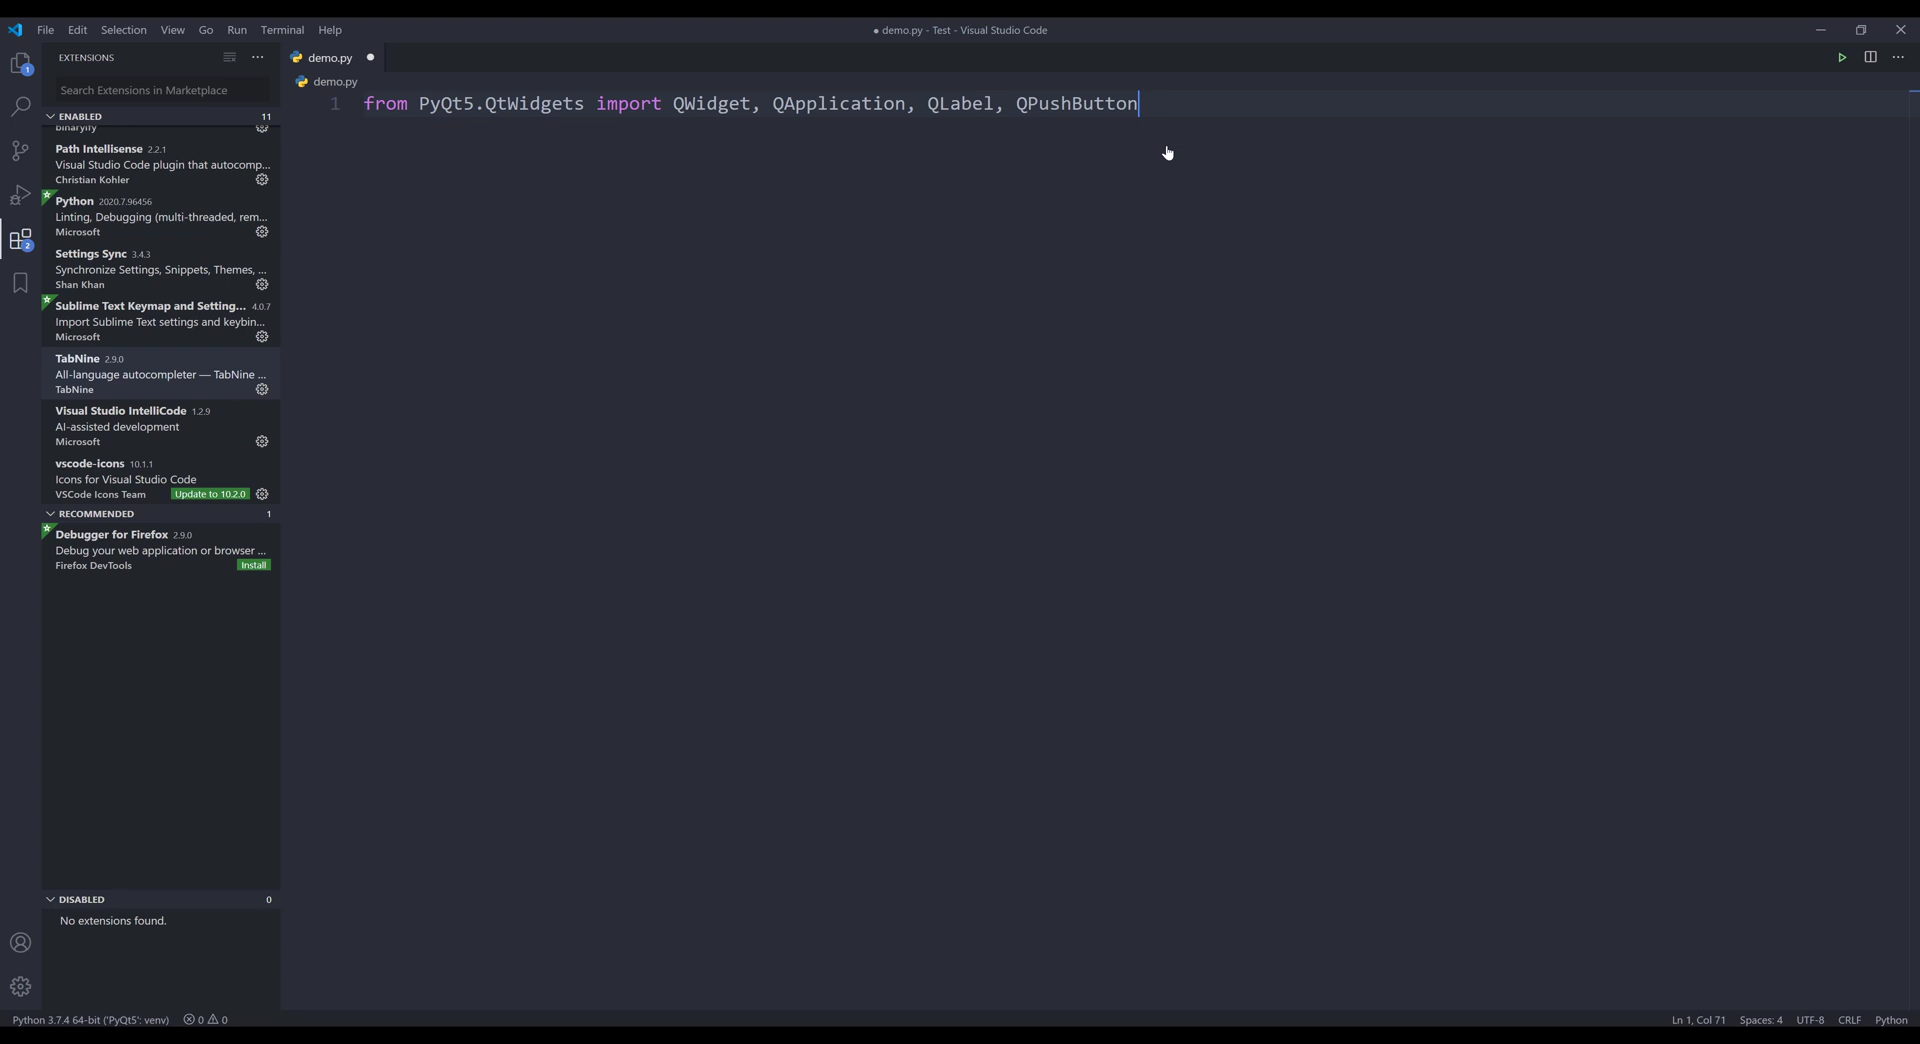 File Edit Selection View Go Run Terminal Help
● demo.py - Test - Visual Studio Code
EXTENSIONS
Search Extensions in Marketplace
ENABLED 11
binaryify
Path Intellisense 2.2.1
Visual Studio Code plugin that autocomp...
Christian Kohler
Python 2020.7.96456
Linting, Debugging (multi-threaded, rem...
Microsoft
Settings Sync 3.4.3
Synchronize Settings, Snippets, Themes, ...
Shan Khan
Sublime Text Keymap and Setting... 4.0.7
Import Sublime Text settings and keybin...
Microsoft
TabNine 2.9.0
All-language autocompleter — TabNine ...
TabNine
Visual Studio IntelliCode 1.2.9
AI-assisted development
Microsoft
vscode-icons 10.1.1
Icons for Visual Studio Code
VSCode Icons Team Update to 10.2.0
RECOMMENDED 1
Debugger for Firefox 2.9.0
Debug your web application or browser ...
Firefox DevTools Install
DISABLED 0
No extensions found.
1
2
demo.py
demo.py
1 from PyQt5.QtWidgets import QWidget, QApplication, QLabel, QPushButton
Python 3.7.4 64-bit ('PyQt5': venv) 0 0
Ln 1, Col 71 Spaces: 4 UTF-8 CRLF Python